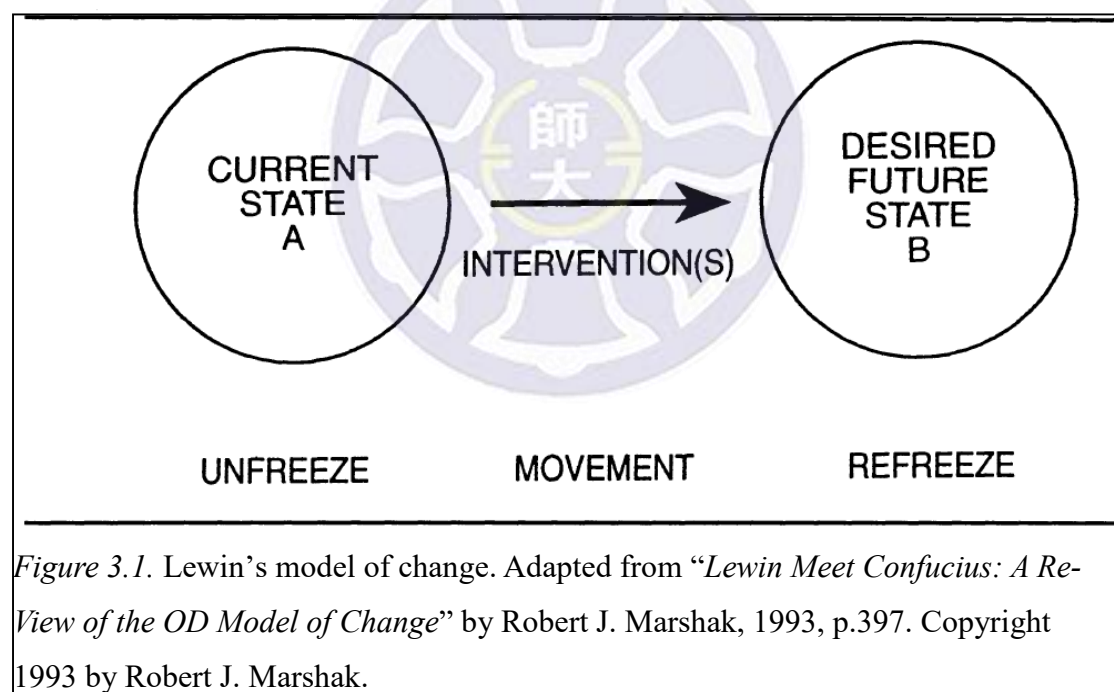 師
大
CURRENT
STATE
A
INTERVENTION(S)
DESIRED
FUTURE
STATE
B
UNFREEZE MOVEMENT REFREEZE
Figure 3.1. Lewin’s model of change. Adapted from “Lewin Meet Confucius: A Re-
View of the OD Model of Change” by Robert J. Marshak, 1993, p.397. Copyright
1993 by Robert J. Marshak.